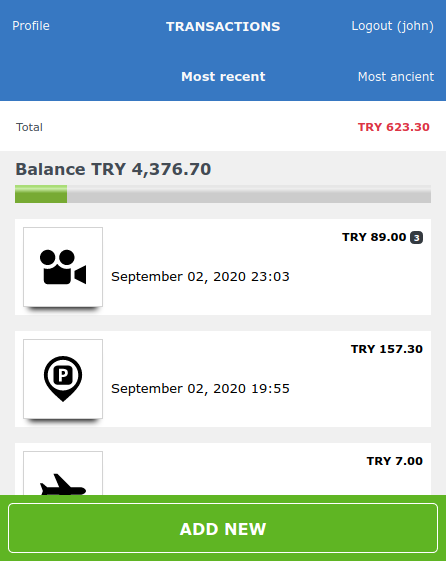 Profile TRANSACTIONS Logout (john)
Most recent Most ancient
Total TRY 623.30
Balance TRY 4,376.70
TRY 89.00 3
September 02, 2020 23:03
TRY 157.30
P
September 02, 2020 19:55
TRY 7.00
ADD NEW